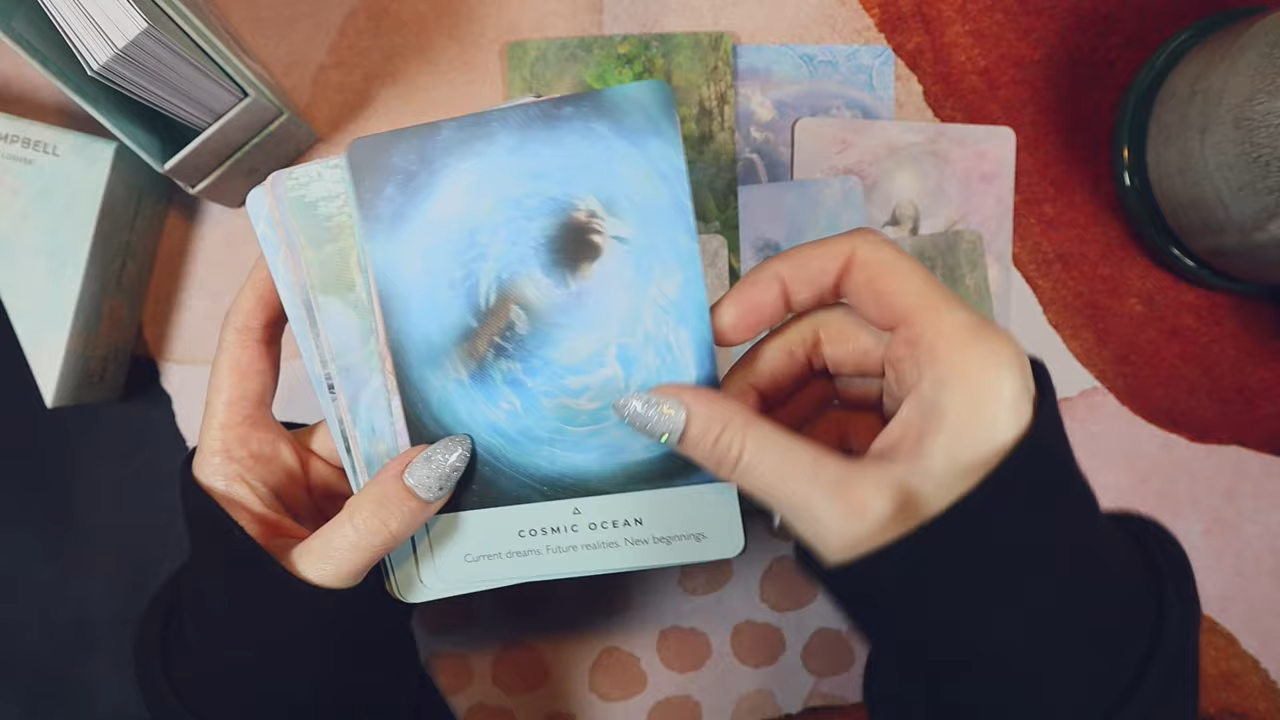 MPBELL
COSMIC OCEAN
Current dreams. Future realities. New beginnings.